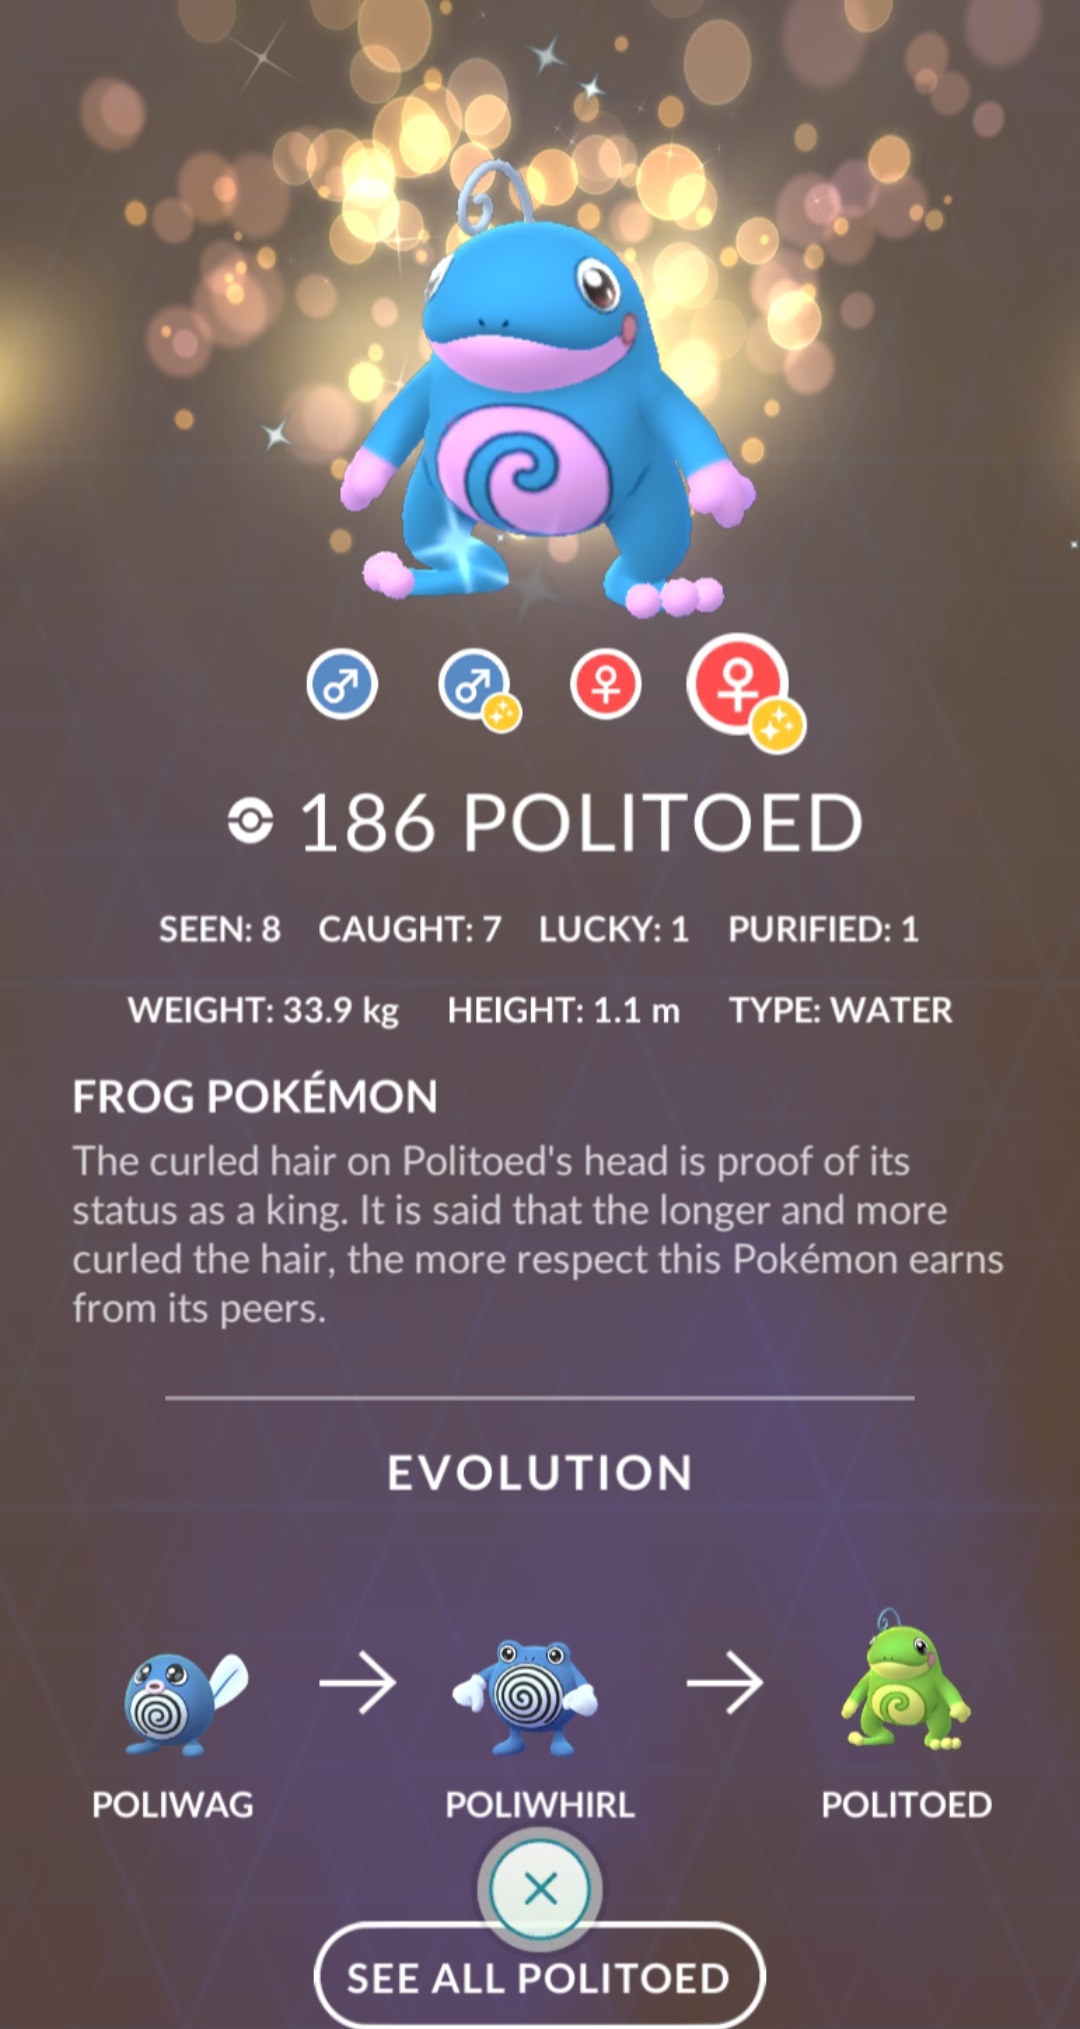 186 POLITOED
SEEN: 8 CAUGHT: 7 LUCKY: 1 PURIFIED: 1
WEIGHT: 33.9 kg HEIGHT: 1.1 m TYPE: WATER
FROG POKÉMON
The curled hair on Politoed's head is proof of its
status as a king. It is said that the longer and more
curled the hair, the more respect this Pokémon earns
from its peers.
EVOLUTION
POLIWAG POLIWHIRL POLITOED
SEE ALL POLITOED